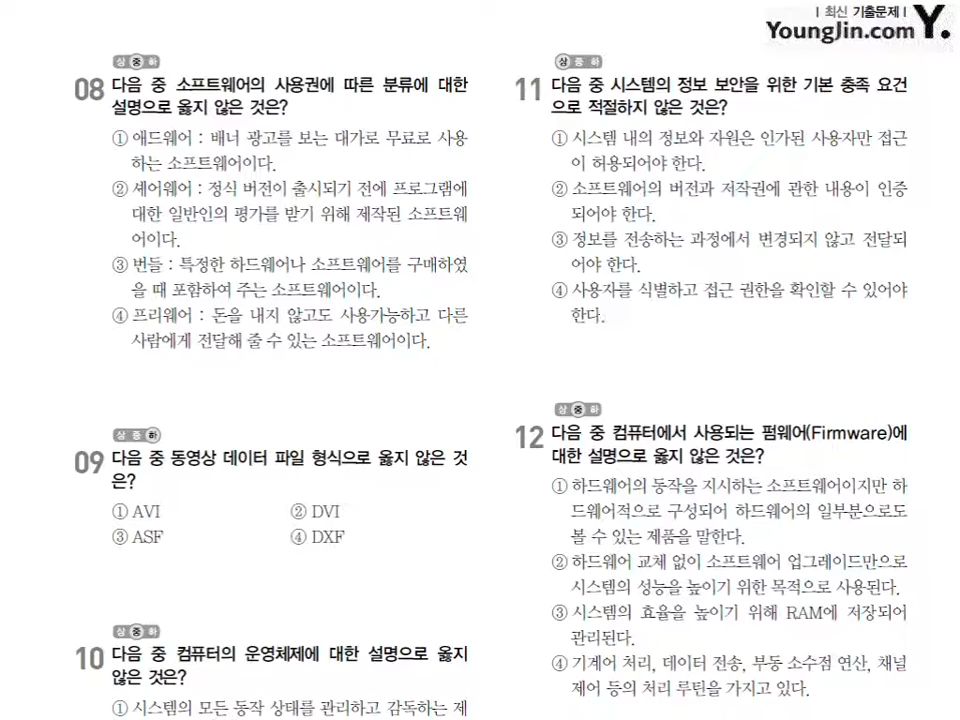 | 최신 기출문제 |
YoungJin.com Y.
상 중 하
08 다음 중 소프트웨어의 사용권에 따른 분류에 대한
설명으로 옳지 않은 것은?
① 애드웨어 : 배너 광고를 보는 대가로 무료로 사용
하는 소프트웨어이다.
② 셰어웨어 : 정식 버전이 출시되기 전에 프로그램에
대한 일반인의 평가를 받기 위해 제작된 소프트웨
어이다.
③ 번들 : 특정한 하드웨어나 소프트웨어를 구매하였
을 때 포함하여 주는 소프트웨어이다.
④ 프리웨어 : 돈을 내지 않고도 사용가능하고 다른
사람에게 전달해 줄 수 있는 소프트웨어이다.
상 중 하
09 다음 중 동영상 데이터 파일 형식으로 옳지 않은 것
은?
① AVI ② DVI
③ ASF ④ DXF
상 중 하
10 다음 중 컴퓨터의 운영체제에 대한 설명으로 옳지
않은 것은?
① 시스템의 모든 동작 상태를 관리하고 감독하는 제
상 중 하
11 다음 중 시스템의 정보 보안을 위한 기본 충족 요건
으로 적절하지 않은 것은?
① 시스템 내의 정보와 자원은 인가된 사용자만 접근
이 허용되어야 한다.
② 소프트웨어의 버전과 저작권에 관한 내용이 인증
되어야 한다.
③ 정보를 전송하는 과정에서 변경되지 않고 전달되
어야 한다.
④ 사용자를 식별하고 접근 권한을 확인할 수 있어야
한다.
상 중 하
12 다음 중 컴퓨터에서 사용되는 펌웨어(Firmware)에
대한 설명으로 옳지 않은 것은?
① 하드웨어의 동작을 지시하는 소프트웨어이지만 하
드웨어적으로 구성되어 하드웨어의 일부분으로도
볼 수 있는 제품을 말한다.
② 하드웨어 교체 없이 소프트웨어 업그레이드만으로
시스템의 성능을 높이기 위한 목적으로 사용된다.
③ 시스템의 효율을 높이기 위해 RAM에 저장되어
관리된다.
④ 기계어 처리, 데이터 전송, 부동 소수점 연산, 채널
제어 등의 처리 루틴을 가지고 있다.